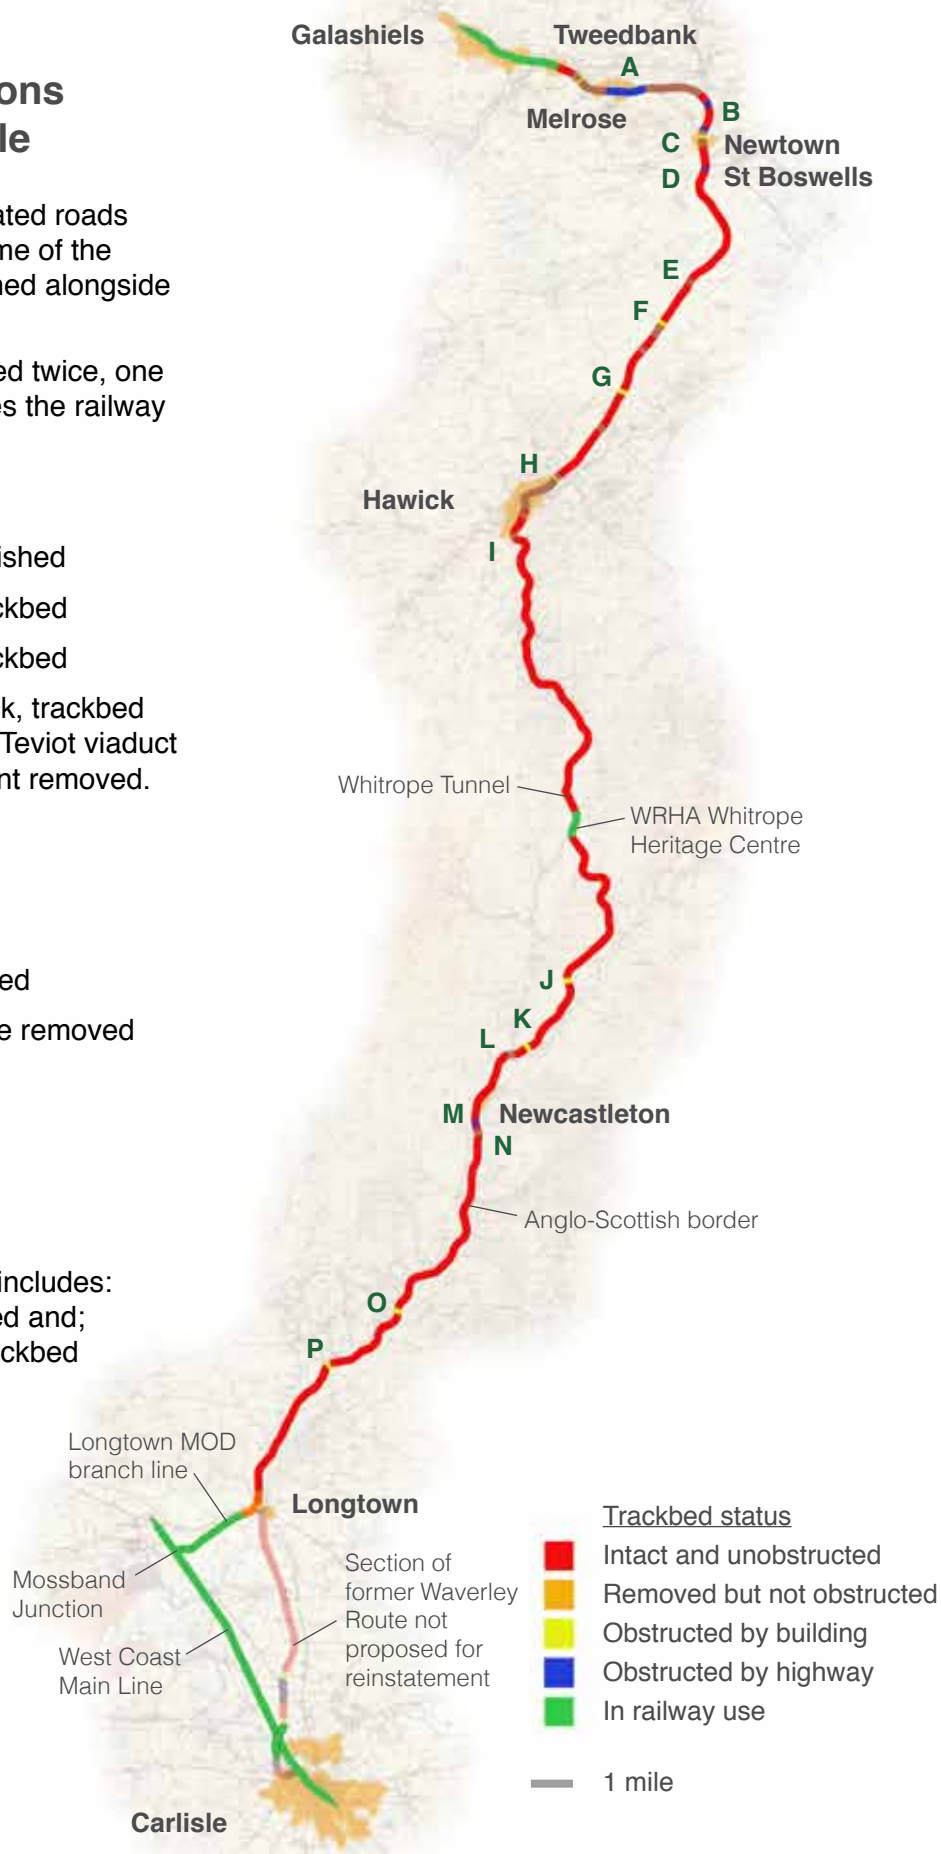 ons
le
ated roads
me of the
ned alongside
ed twice, one
es the railway
ished
ckbed
ckbed
k, trackbed
Teviot viaduct
nt removed.
ed
e removed
includes:
ed and;
ackbed
Galashiels
Tweedbank
A
Melrose
B
C
Newtown
St Boswells
D
E
F
G
H
Hawick
I
Whitrope Tunnel
WRHA Whitrope
Heritage Centre
J
K
L
M
Newcastleton
N
Anglo-Scottish border
O
P
Longtown MOD
branch line
Longtown
Mossband
Junction
Section of
former Waverley
Route not
proposed for
reinstatement
West Coast
Main Line
Carlisle
Trackbed status
Intact and unobstructed
Removed but not obstructed
Obstructed by building
Obstructed by highway
In railway use
1 mile